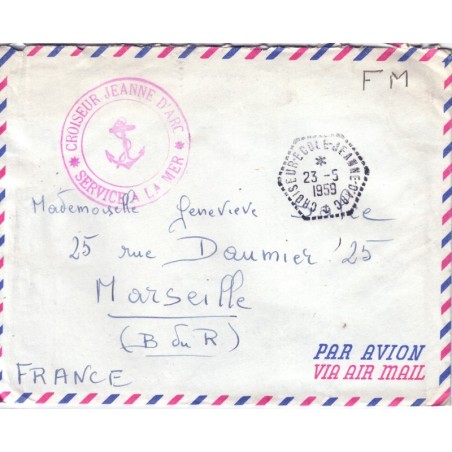 FM
CROISEUR JEANNE D'ARC
* SERVICE A LA MER *
CROISEUR-ECOLE-JEANNE-D'ARC
23 -5
1959
Mademoiselle Geneviève
25 rue Daumier 25
Marseille
(B du R)
FRANCE
PAR AVION
VIA AIR MAIL